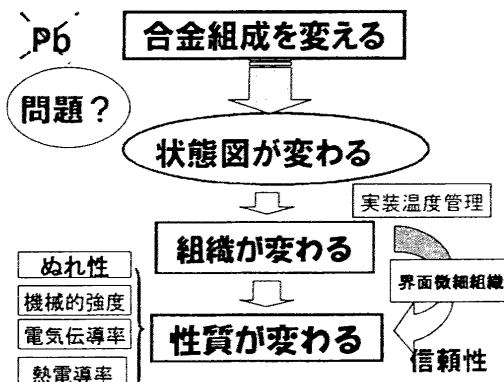 Pb
合金組成を変える
問題？
状態図が変わる
実装温度管理
組織が変わる
界面微細組織
ぬれ性
機械的強度
電気伝導率
熱電導率
性質が変わる
信頼性